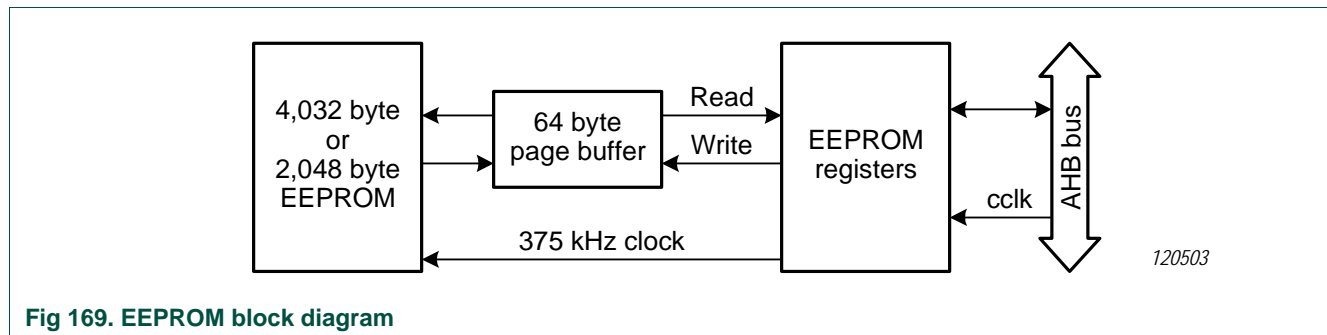 4,032 byte
or
2,048 byte
EEPROM
64 byte
page buffer
Read
Write
EEPROM
registers
AHB bus
cclk
375 kHz clock
120503
Fig 169. EEPROM block diagram